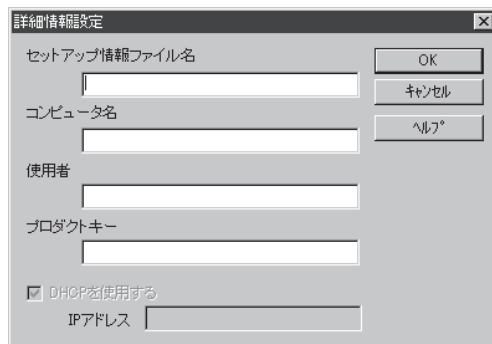 詳細情報設定
セットアップ情報ファイル名
OK
キャンセル
コンピュータ名
ヘルプ
使用者
プロダクトキー
DHCPを使用する
IPアドレス